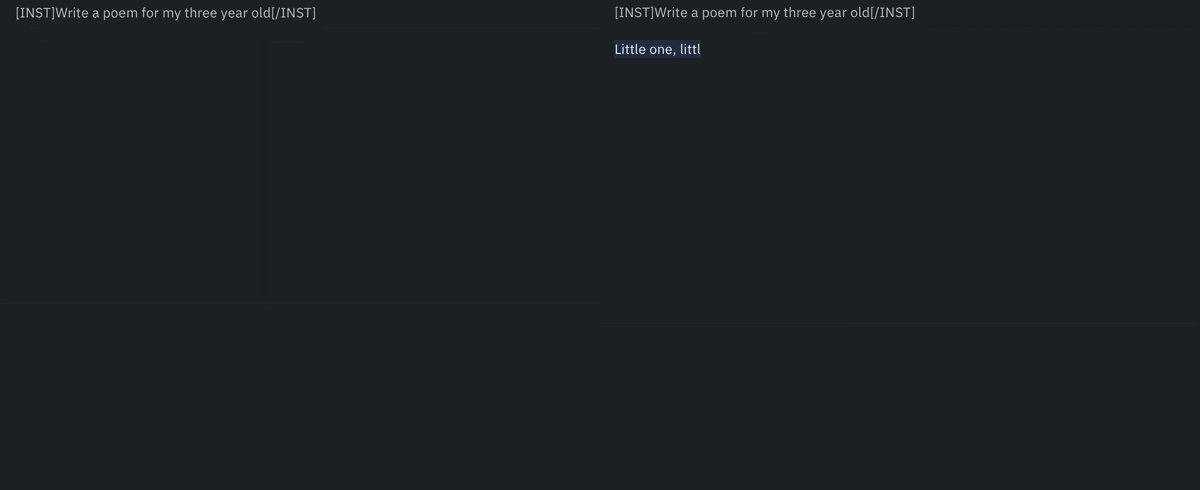 [INST]Write a poem for my three year old[/INST]
[INST]Write a poem for my three year old[/INST]
Little one, littl